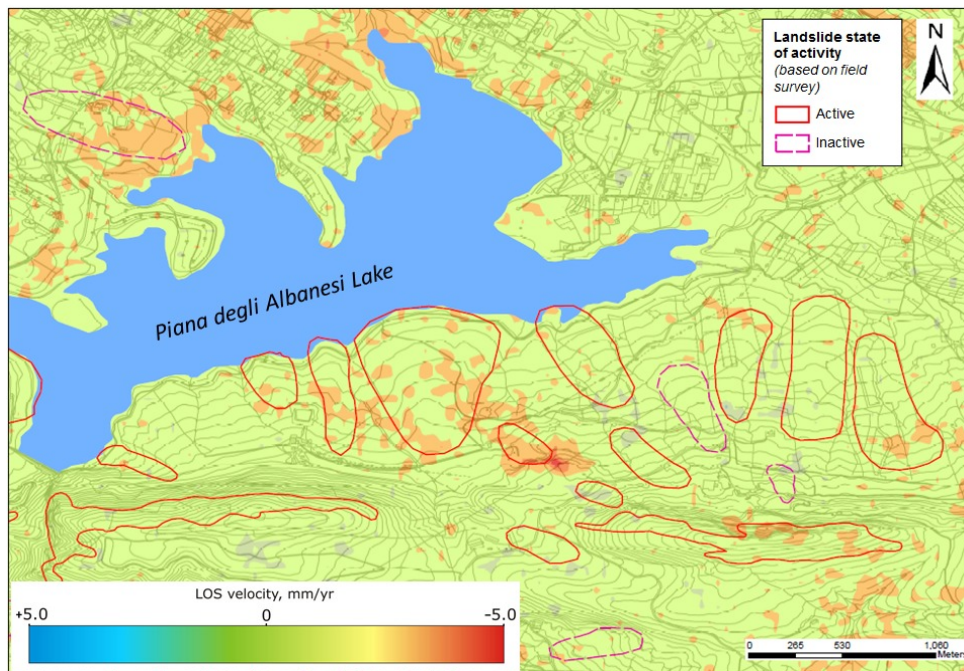 Landslide state
of activity
(based on field
survey)
Active
Inactive
N
Piana degli Albanesi Lake
LOS velocity, mm/yr
+5.0 0 -5.0
0 265 530 1,060
Meters